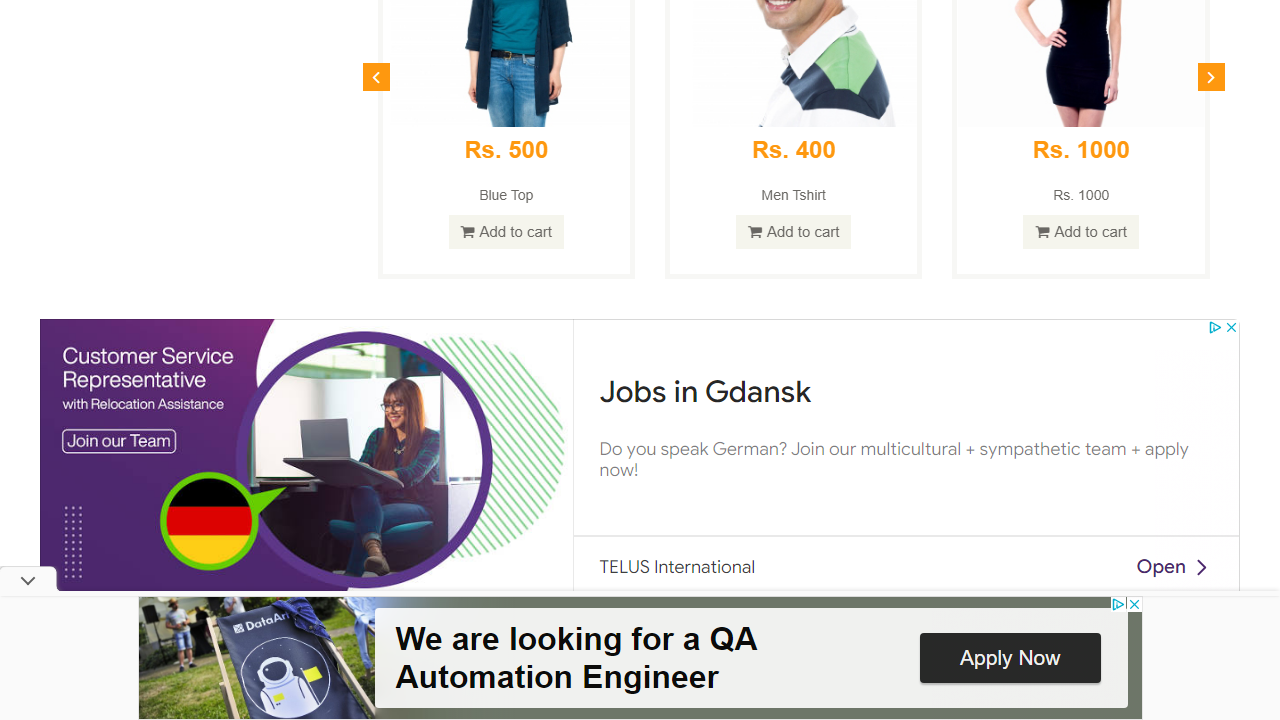 Rs. 500
Rs. 400
Rs. 1000
Blue Top
Men Tshirt
Rs. 1000
Add to cart
Add to cart
Add to cart
Customer Service
Representative
with Relocation Assistance
Join our Team
Jobs in Gdansk
Do you speak German? Join our multicultural + sympathetic team + apply
now!
TELUS International
Open
DataArt
We are looking for a QA
Automation Engineer
Apply Now